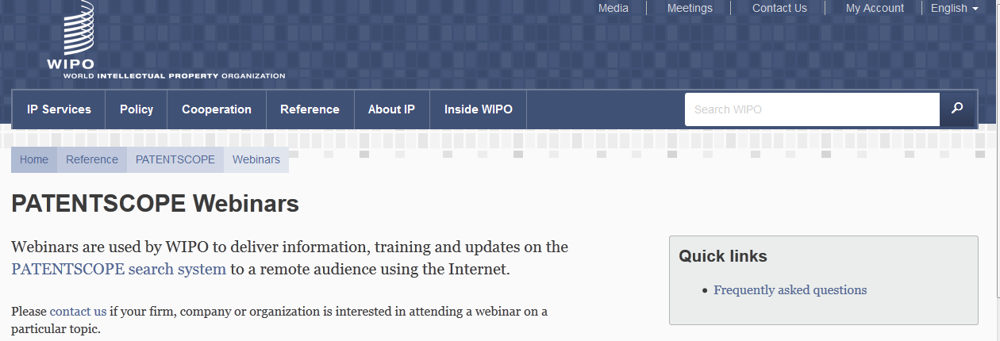 Media Meetings Contact Us My Account English
WIPO
WORLD INTELLECTUAL PROPERTY ORGANIZATION
IP Services Policy Cooperation Reference About IP Inside WIPO Search WIPO
Home Reference PATENTSCOPE Webinars
PATENTSCOPE Webinars
Webinars are used by WIPO to deliver information, training and updates on the
PATENTSCOPE search system to a remote audience using the Internet.
Please contact us if your firm, company or organization is interested in attending a webinar on a
particular topic.
Quick links
Frequently asked questions